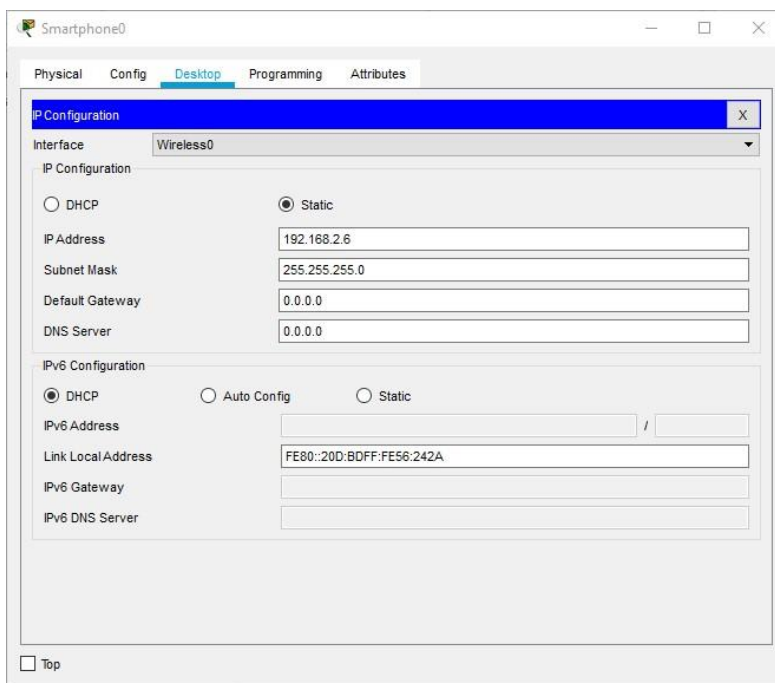 Smartphone0
Physical Config Desktop Programming Attributes
IP Configuration X
Interface Wireless0
IP Configuration
DHCP Static
IP Address 192.168.2.6
Subnet Mask 255.255.255.0
Default Gateway 0.0.0.0
DNS Server 0.0.0.0
IPv6 Configuration
DHCP Auto Config Static
IPv6 Address /
Link Local Address FE80::20D:BDFF:FE56:242A
IPv6 Gateway
IPv6 DNS Server
Top